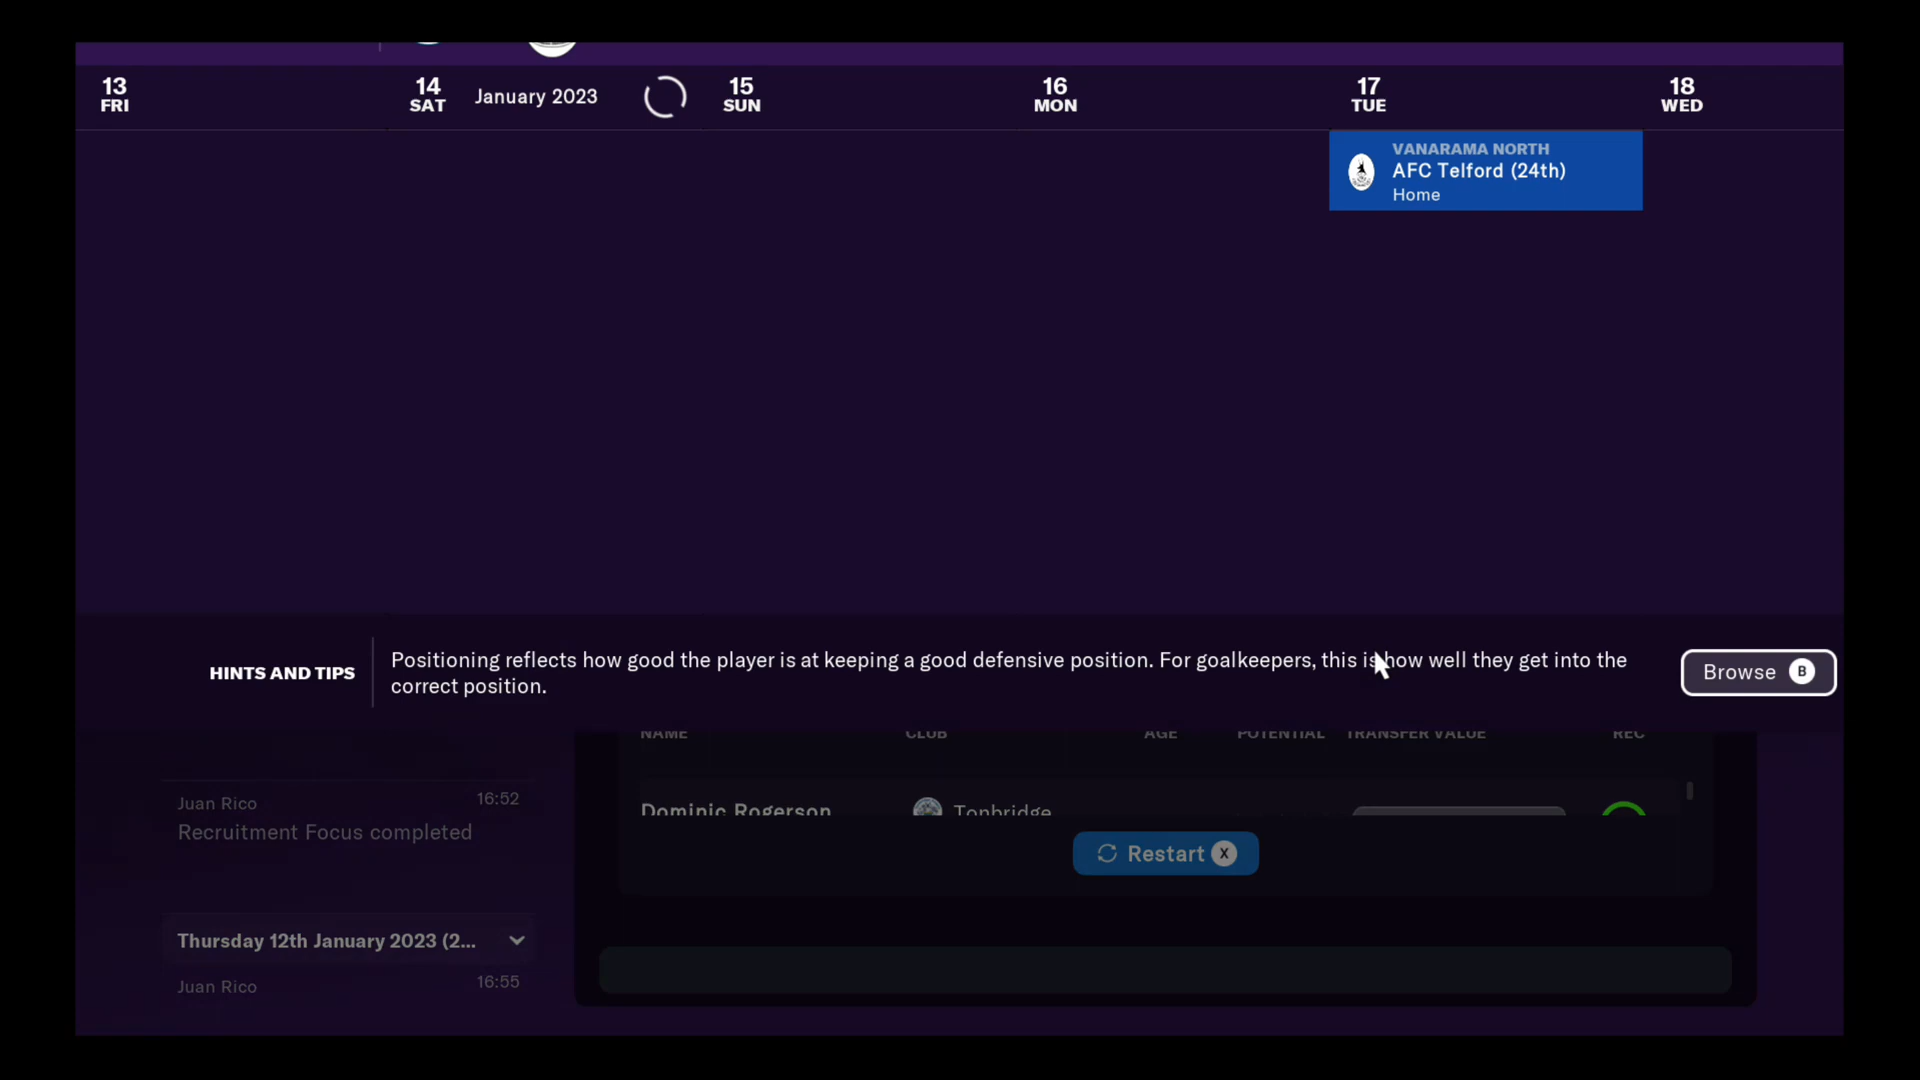 13
FRI
14
SAT
January 2023
15
SUN
16
MON
17
TUE
18
WED
VANARAMA NORTH
AFC Telford (24th)
Home
HINTS AND TIPS
Positioning reflects how good the player is at keeping a good defensive position. For goalkeepers, this is how well they get into the
correct position.
Browse B
NAME CLUB AGE POTENTIAL TRANSFER VALUE REC
Juan Rico 16:52
Recruitment Focus completed
Dominic Rogerson Tonbridge
Restart X
Thursday 12th January 2023 (2...
Juan Rico 16:55